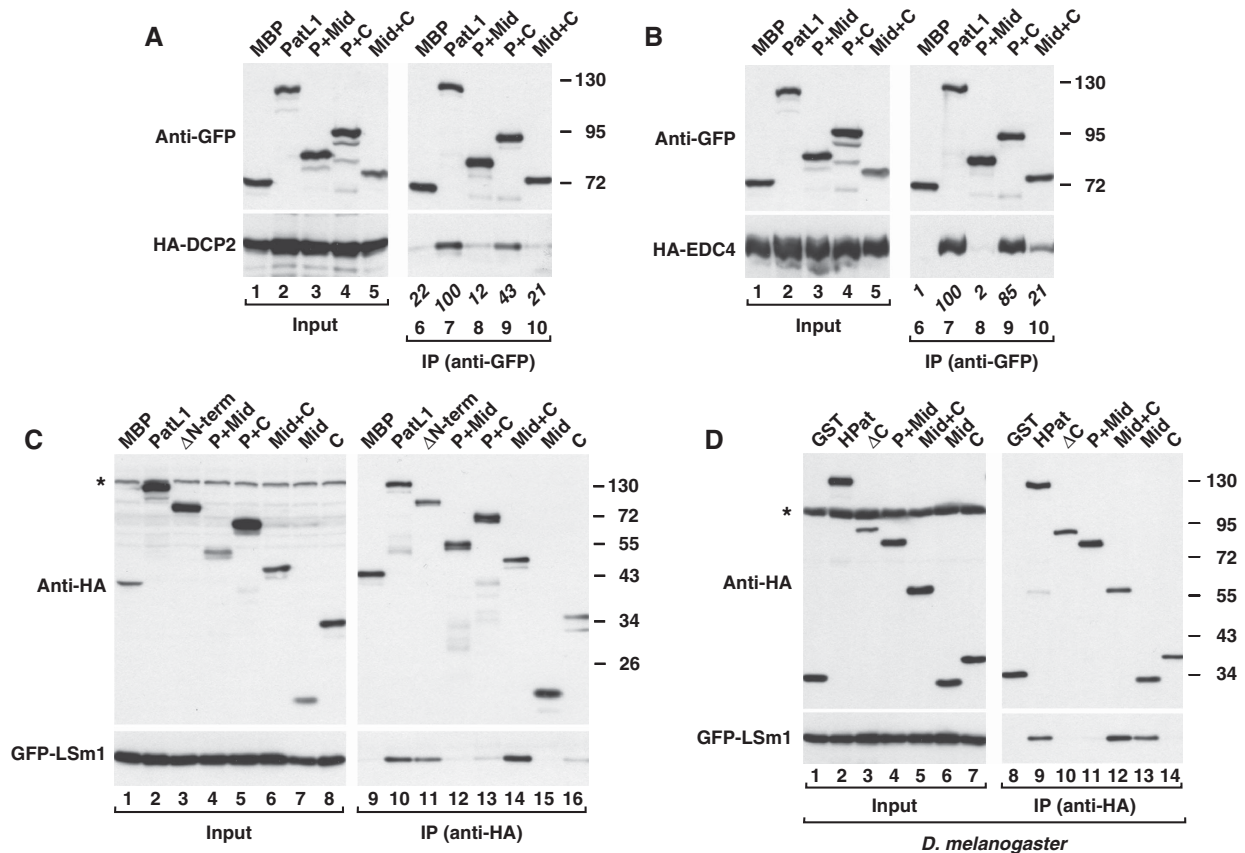 A
MBP PatL1 P+Mid P+C Mid+C MBP PatL1 P+Mid P+C Mid+C
Anti-GFP
130
95
72
HA-DCP2
22 100 12 43 21
1 2 3 4 5 6 7 8 9 10
Input IP (anti-GFP)
B
MBP PatL1 P+Mid P+C Mid+C MBP PatL1 P+Mid P+C Mid+C
Anti-GFP
130
95
72
HA-EDC4
1 100 2 85 21
1 2 3 4 5 6 7 8 9 10
Input IP (anti-GFP)
C
MBP PatL1 ΔN-term P+Mid P+C Mid+C Mid C MBP PatL1 ΔN-term P+Mid P+C Mid+C Mid C
*
Anti-HA
130
72
55
43
34
26
GFP-LSm1
1 2 3 4 5 6 7 8 9 10 11 12 13 14 15 16
Input IP (anti-HA)
D
GST HPat ΔC P+Mid Mid+C Mid C GST HPat ΔC P+Mid Mid+C Mid C
*
Anti-HA
130
95
72
55
43
34
GFP-LSm1
1 2 3 4 5 6 7 8 9 10 11 12 13 14
Input IP (anti-HA)
D. melanogaster